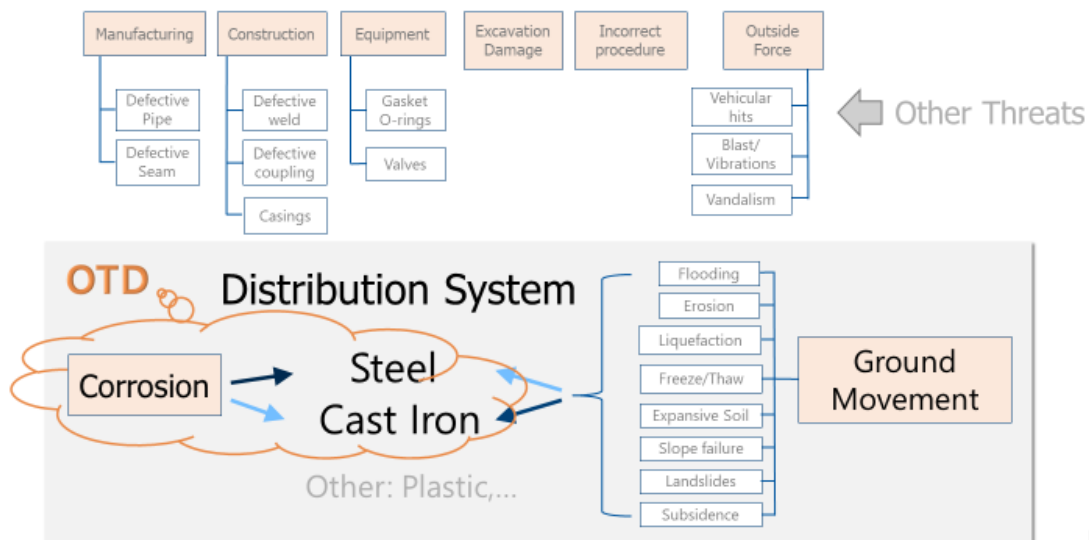 Manufacturing
Construction
Equipment
Excavation
Damage
Incorrect
procedure
Outside
Force
Defective
Pipe
Defective
Seam
Defective
weld
Defective
coupling
Casings
Gasket
O-rings
Valves
Vehicular
hits
Blast/
Vibrations
Vandalism
Other Threats
OTD
Distribution System
Corrosion
Steel
Cast Iron
Other: Plastic,...
Flooding
Erosion
Liquefaction
Freeze/Thaw
Expansive Soil
Slope failure
Landslides
Subsidence
Ground
Movement